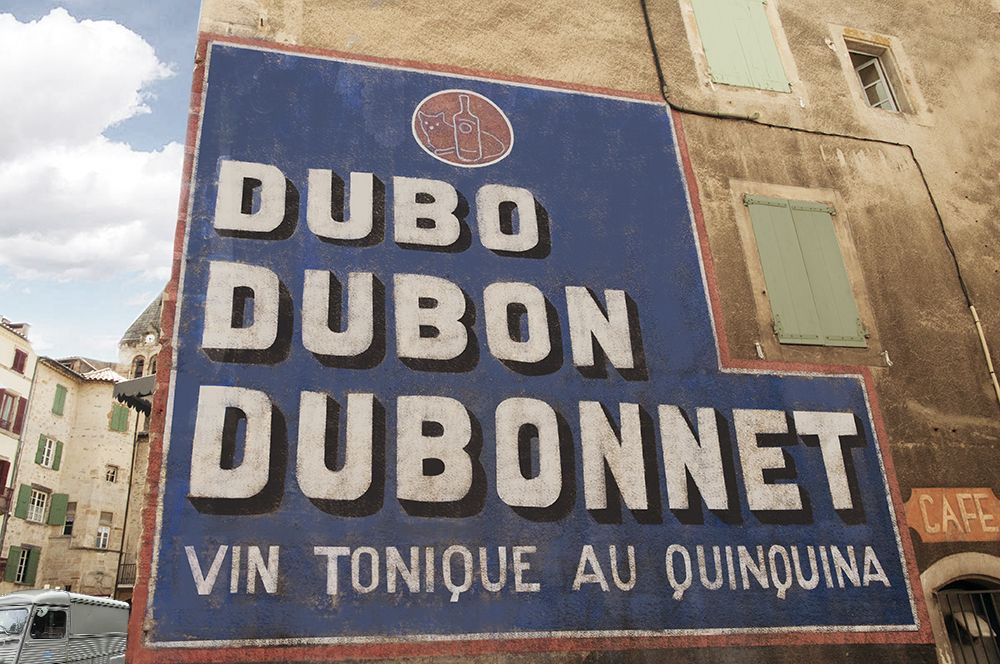 DUBO
DUBON
DUBONNET
VIN TONIQUE AU QUINQUINA
CAFE